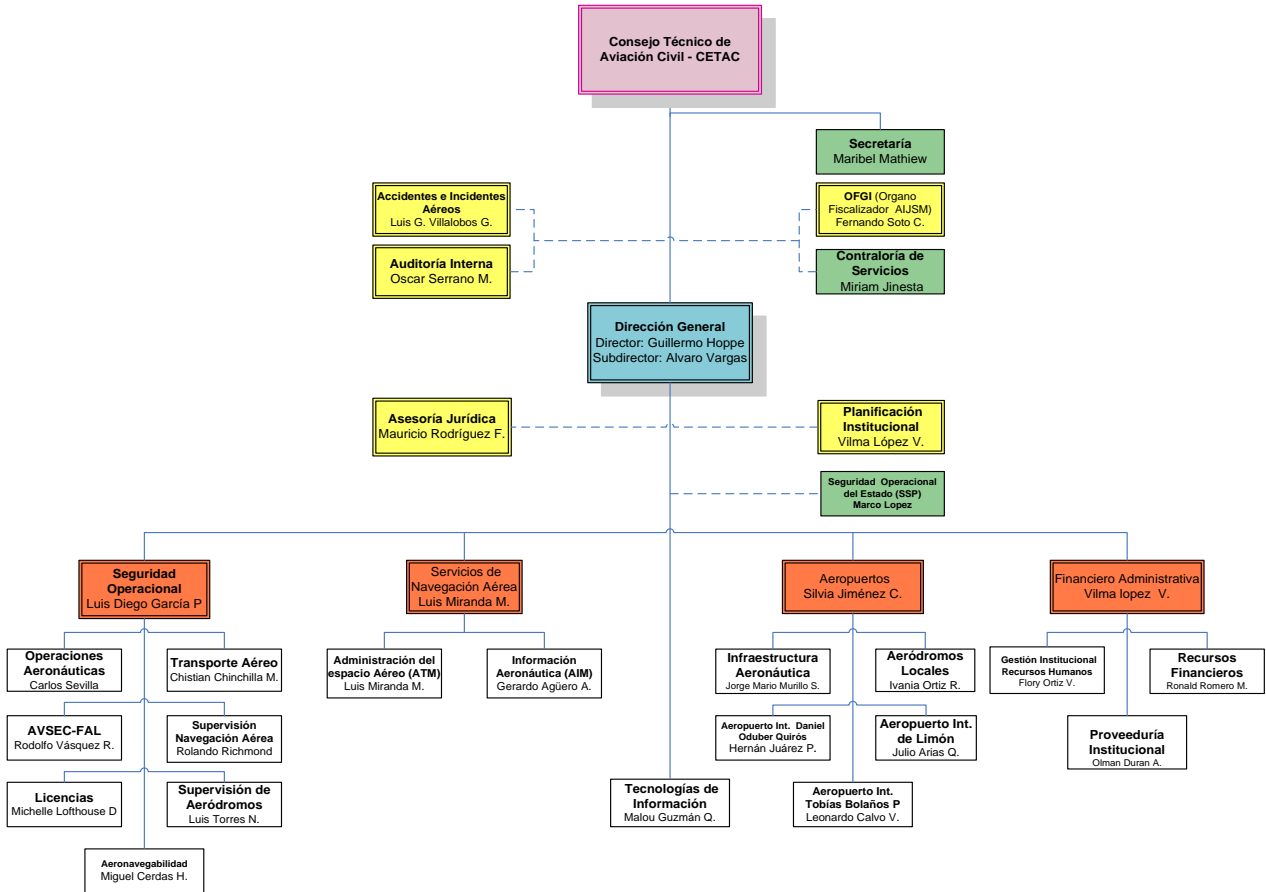 Consejo Técnico de
Aviación Civil - CETAC
Secretaría
Maribel Mathiew
Accidentes e Incidentes
Aéreos
Luis G. Villalobos G.
OFGI (Organo
Fiscalizador AIJSM)
Fernando Soto C.
Auditoría Interna
Oscar Serrano M.
Contraloría de
Servicios
Miriam Jinesta
Dirección General
Director: Guillermo Hoppe
Subdirector: Alvaro Vargas
Asesoría Jurídica
Mauricio Rodríguez F.
Planificación
Institucional
Vilma López V.
Seguridad Operacional
del Estado (SSP)
Marco Lopez
Seguridad
Operacional
Luis Diego García P
Servicios de
Navegación Aérea
Luis Miranda M.
Aeropuertos
Silvia Jiménez C.
Financiero Administrativa
Vilma lopez V.
Operaciones
Aeronáuticas
Carlos Sevilla
Transporte Aéreo
Chistian Chinchilla M.
Administración del
espacio Aéreo (ATM)
Luis Miranda M.
Información
Aeronáutica (AIM)
Gerardo Agüero A.
Infraestructura
Aeronáutica
Jorge Mario Murillo S.
Aeródromos
Locales
Ivania Ortiz R.
Gestión Institucional
Recursos Humanos
Flory Ortiz V.
Recursos
Financieros
Ronald Romero M.
AVSEC-FAL
Rodolfo Vásquez R.
Supervisión
Navegación Aérea
Rolando Richmond
Aeropuerto Int. Daniel
Oduber Quirós
Hernán Juárez P.
Aeropuerto Int.
de Limón
Julio Arias Q.
Proveeduría
Institucional
Olman Duran A.
Licencias
Michelle Lofthouse D
Supervisión de
Aeródromos
Luis Torres N.
Tecnologías de
Información
Malou Guzmán Q.
Aeropuerto Int.
Tobías Bolaños P
Leonardo Calvo V.
Aeronavegabilidad
Miguel Cerdas H.